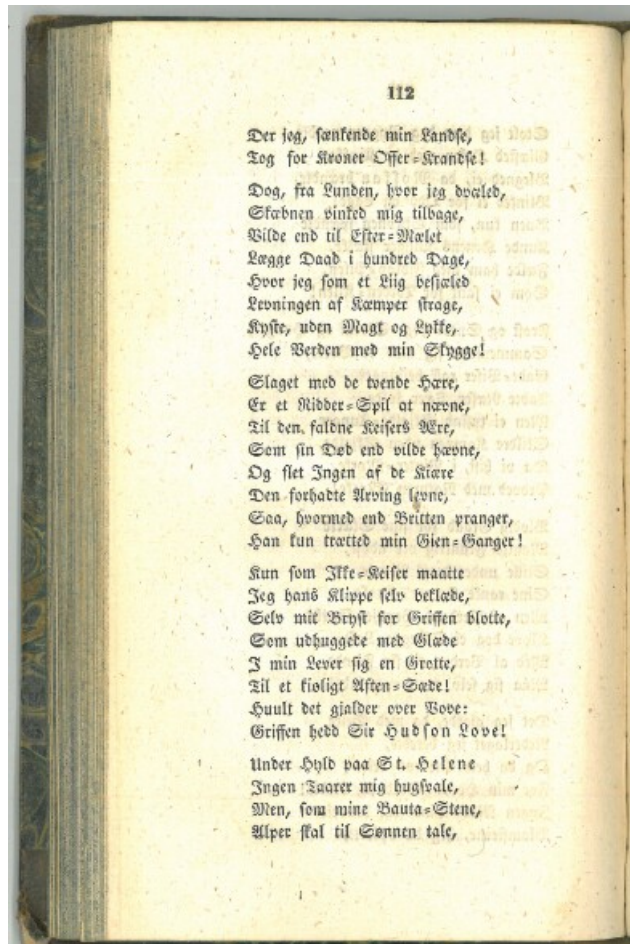 112
Der jeg, sænkende min Landse,
Tog for Kroner Offer-Krandse!
Dog, fra Lunden, hvor jeg dvæled,
Skæbnen vinked mig tilbage,
Vilde end til Efter-Mælet
Lægge Daad i hundred Dage,
Hvor jeg som et Liig besjæled
Levningen af Kæmper strage,
Kyste, uden Magt og Lykke,
Hele Verden med min Skygge!
Slaget med de tvende Hære,
Er et Ridder-Spil at nævne,
Til den faldne Keisers Ære,
Som sin Død end vilde hævne,
Og slet Ingen af de Kiære
Den forhadte Arving levne,
Saa, hvormed end Britten pranger,
Han kun trætted min Gien-Ganger!
Kun som Ikke-Keiser maatte
Jeg hans Klippe selv beklæde,
Selv mit Bryst for Griffen blotte,
Som udhuggede med Glæde
I min Lever sig en Grotte,
Til et kiøligt Aften-Sæde!
Huult det gjalder over Vove:
Griffen hedd Sir Hudson Love!
Under Hyld paa St. Helene
Ingen Taarer mig hugsvale,
Men, som mine Bauta-Stene,
Alper skal til Sønnen tale,